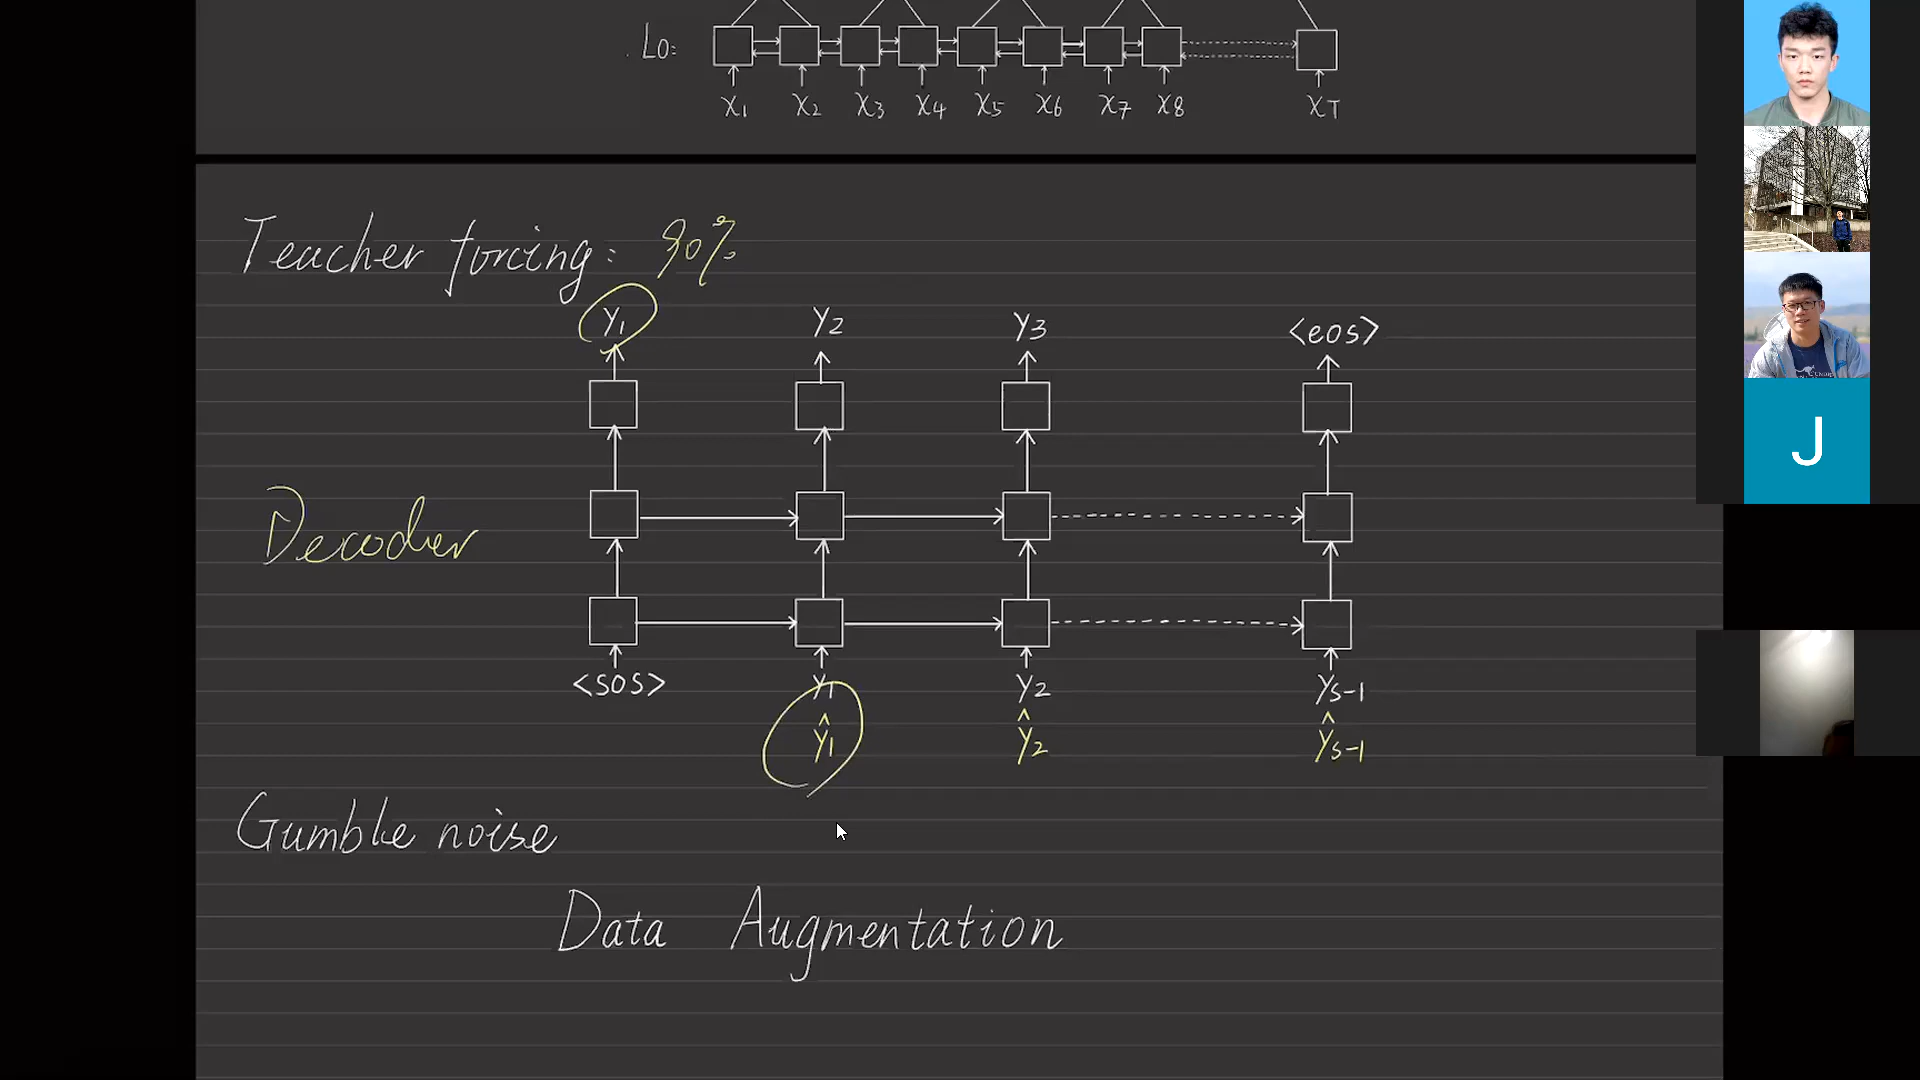 L0:
x1 x2 x3 x4 x5 x6 x7 x8 xT
Teacher forcing: 90%
y1 y2 y3 <eos>
Decoder
<sos> y1 y2 ys-1
ŷ1 ŷ2 ŷs-1
Gumble noise
Data Augmentation
J